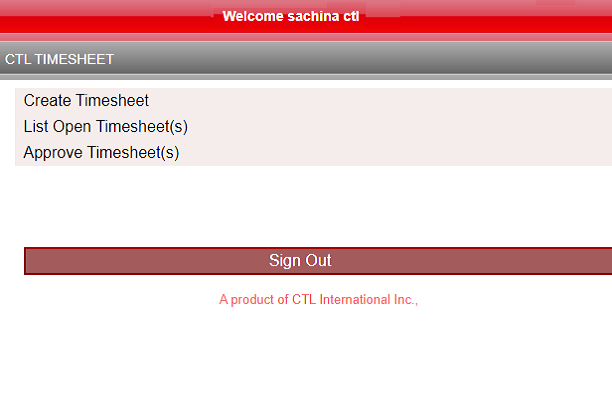 Welcome sachina ctl
CTL TIMESHEET
Create Timesheet
List Open Timesheet(s)
Approve Timesheet(s)
Sign Out
A product of CTL International Inc.,